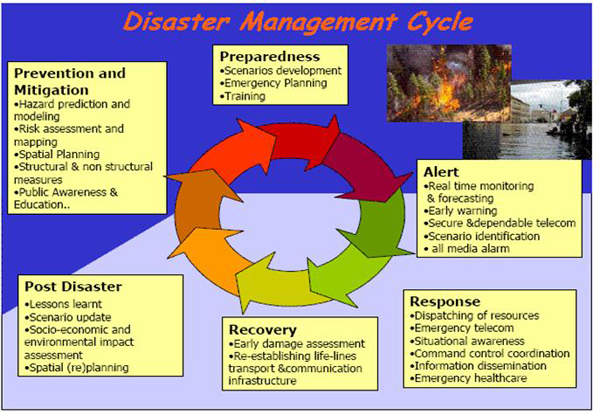 Disaster Management Cycle
Preparedness
•Scenarios development
•Emergency Planning
•Training
Prevention and
Mitigation
•Hazard prediction and
modeling
•Risk assessment and
mapping
•Spatial Planning
•Structural & non structural
measures
•Public Awareness &
Education..
Alert
•Real time monitoring
& forecasting
•Early warning
•Secure &dependable telecom
•Scenario identification
• all media alarm
Post Disaster
•Lessons learnt
•Scenario update
•Socio-economic and
environmental impact
assessment
•Spatial (re)planning
Recovery
•Early damage assessment
•Re-establishing life-lines
transport &communication
infrastructure
Response
•Dispatching of resources
•Emergency telecom
•Situational awareness
•Command control coordination
•Information dissemination
•Emergency healthcare